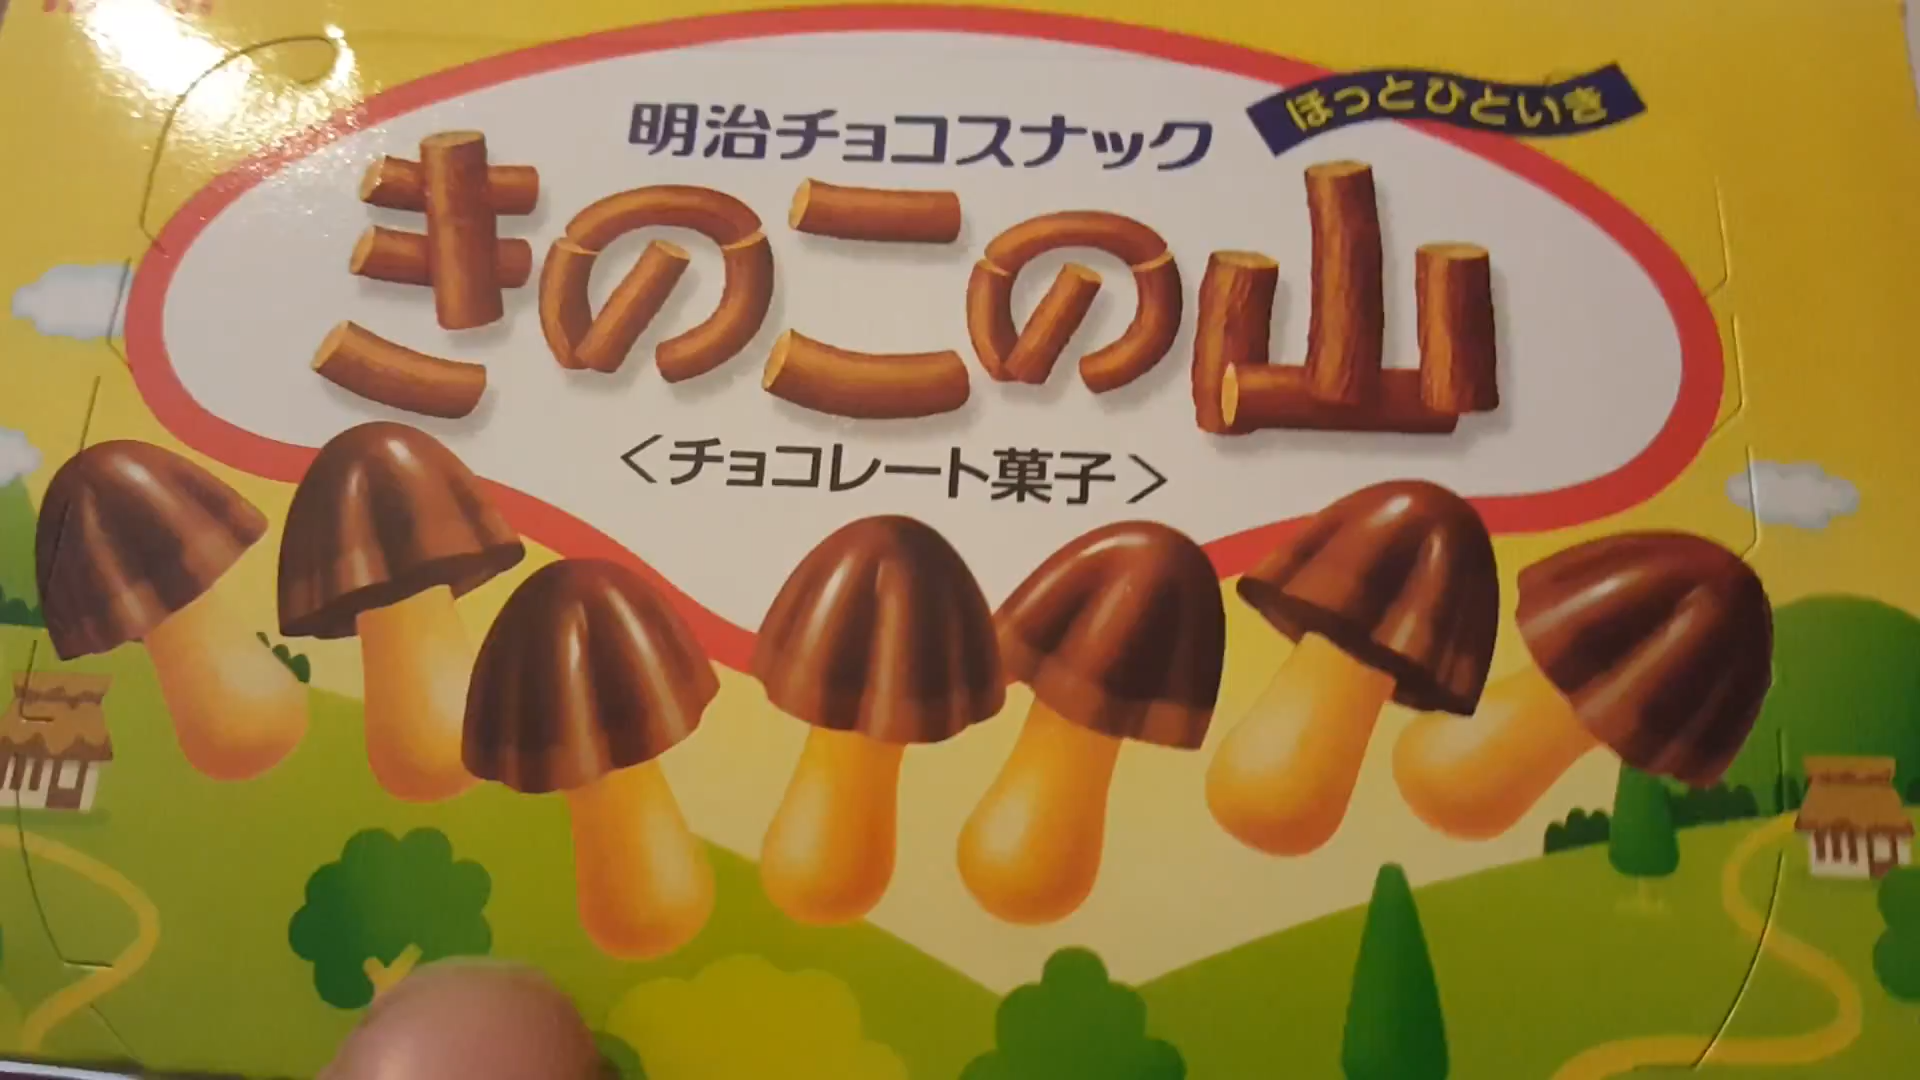 ほっとひといき
明治チョコスナック
きのこの山
〈チョコレート菓子〉